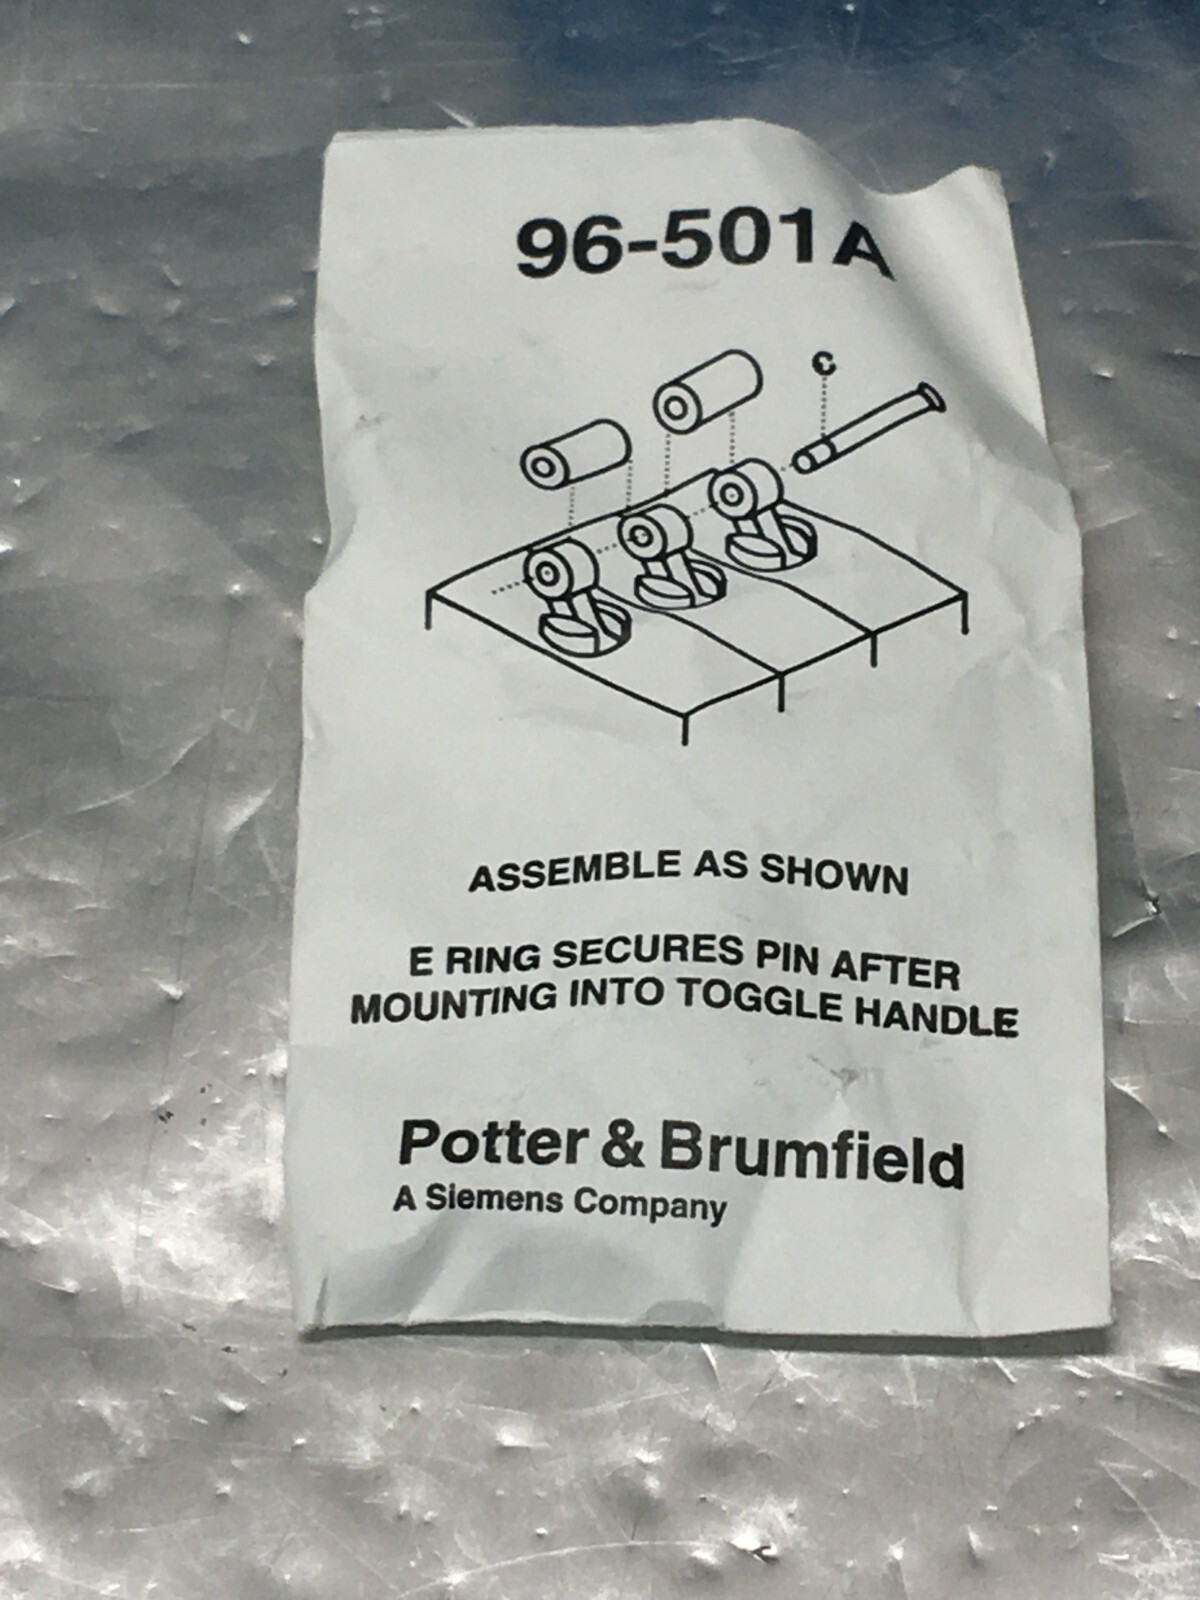 96-501A
ASSEMBLE AS SHOWN
E RING SECURES PIN AFTER
MOUNTING INTO TOGGLE HANDLE
Potter & Brumfield
A Siemens Company